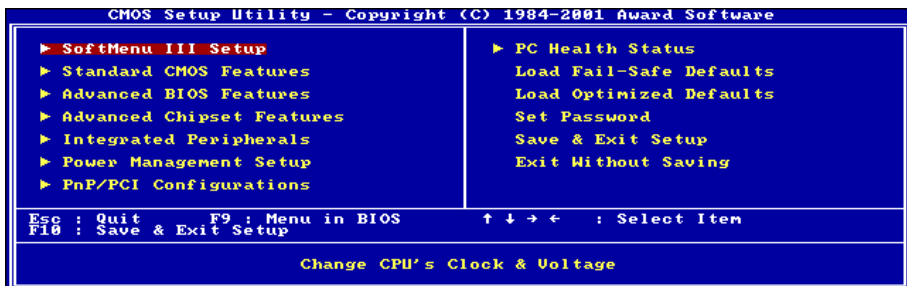 CMOS Setup Utility - Copyright (C) 1984-2001 Award Software
► SoftMenu III Setup
► Standard CMOS Features
► Advanced BIOS Features
► Advanced Chipset Features
► Integrated Peripherals
► Power Management Setup
► PnP/PCI Configurations
► PC Health Status
Load Fail-Safe Defaults
Load Optimized Defaults
Set Password
Save & Exit Setup
Exit Without Saving
Esc : Quit F9 : Menu in BIOS ↑ ↓ → ← : Select Item
F10 : Save & Exit Setup
Change CPU's Clock & Voltage